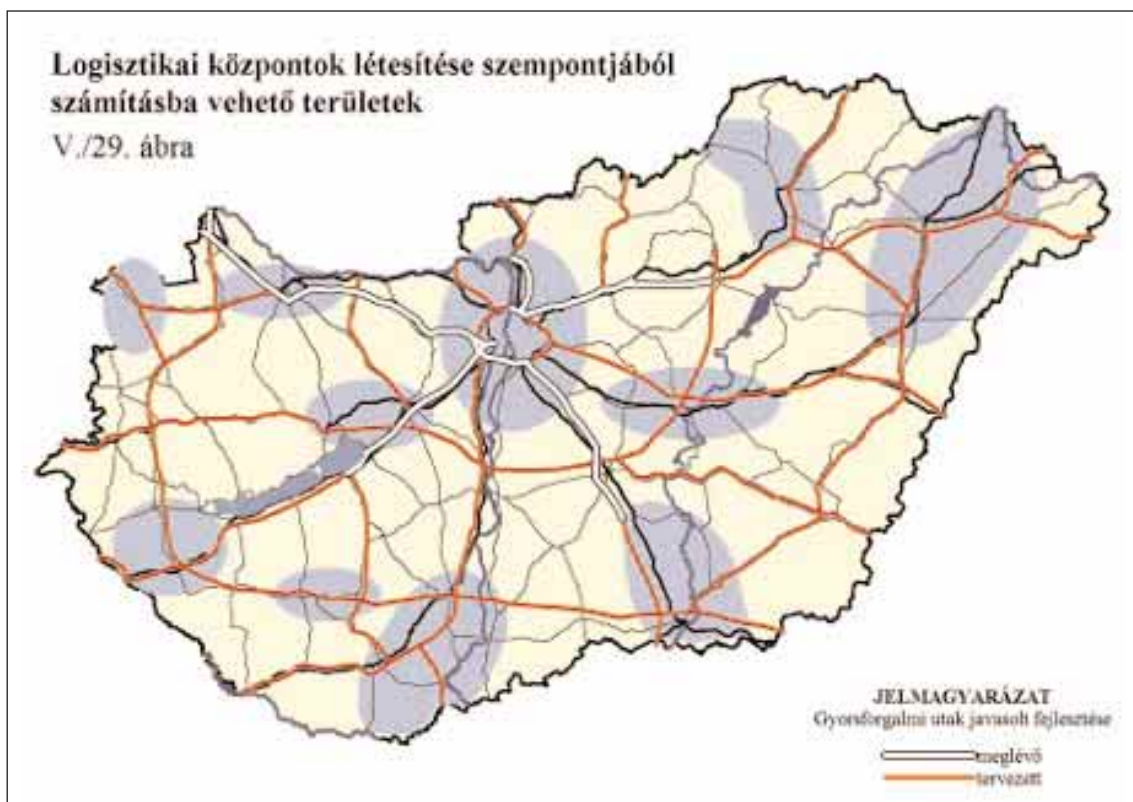 Logisztikai központok létesítése szempontjából
számításba vehető területek
V./29. ábra
JELMAGYARÁZAT
Gyorsforgalmi utak javasolt fejlesztése
meglévő
tervezett